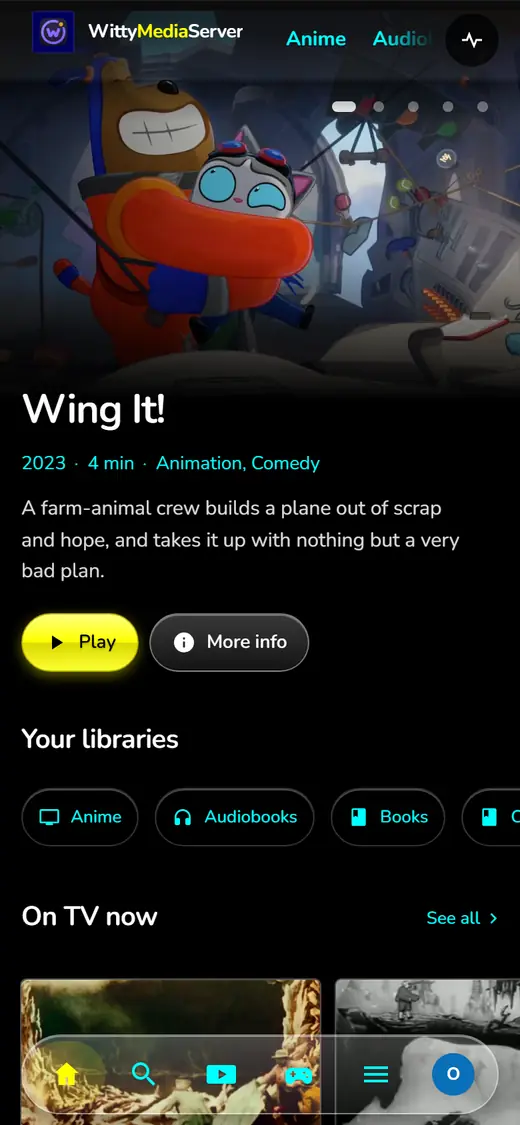 WittyMediaServer
Anime
Audio
Wing It!
2023 · 4 min · Animation, Comedy
A farm-animal crew builds a plane out of scrap
and hope, and takes it up with nothing but a very
bad plan.
Play
More info
Your libraries
Anime
Audiobooks
Books
On TV now
See all
O